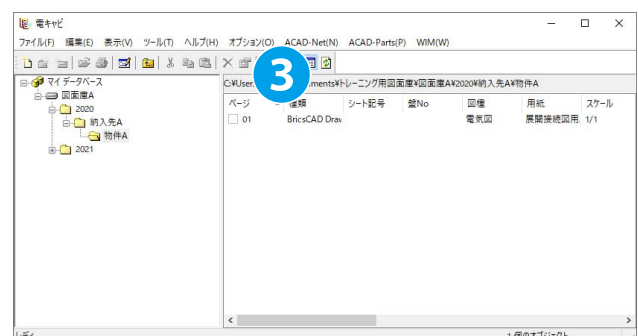 電キャビ
ファイル(F) 編集(E) 表示(V) ツール(T) ヘルプ(H) オプション(O) ACAD-Net(N) ACAD-Parts(P) WIM(W)
3
マイ データベース
図面庫A
2020
納入先A
物件A
2021
C:¥User ments¥トレーニング用図面庫¥図面庫A¥2020¥納入先A¥物件A
ページ 種類 シート記号 盤No 図種 用紙 スケール
01 BricsCAD Draw 電気図 展開接続図用 1/1
レディ 1 個のオブジェクト